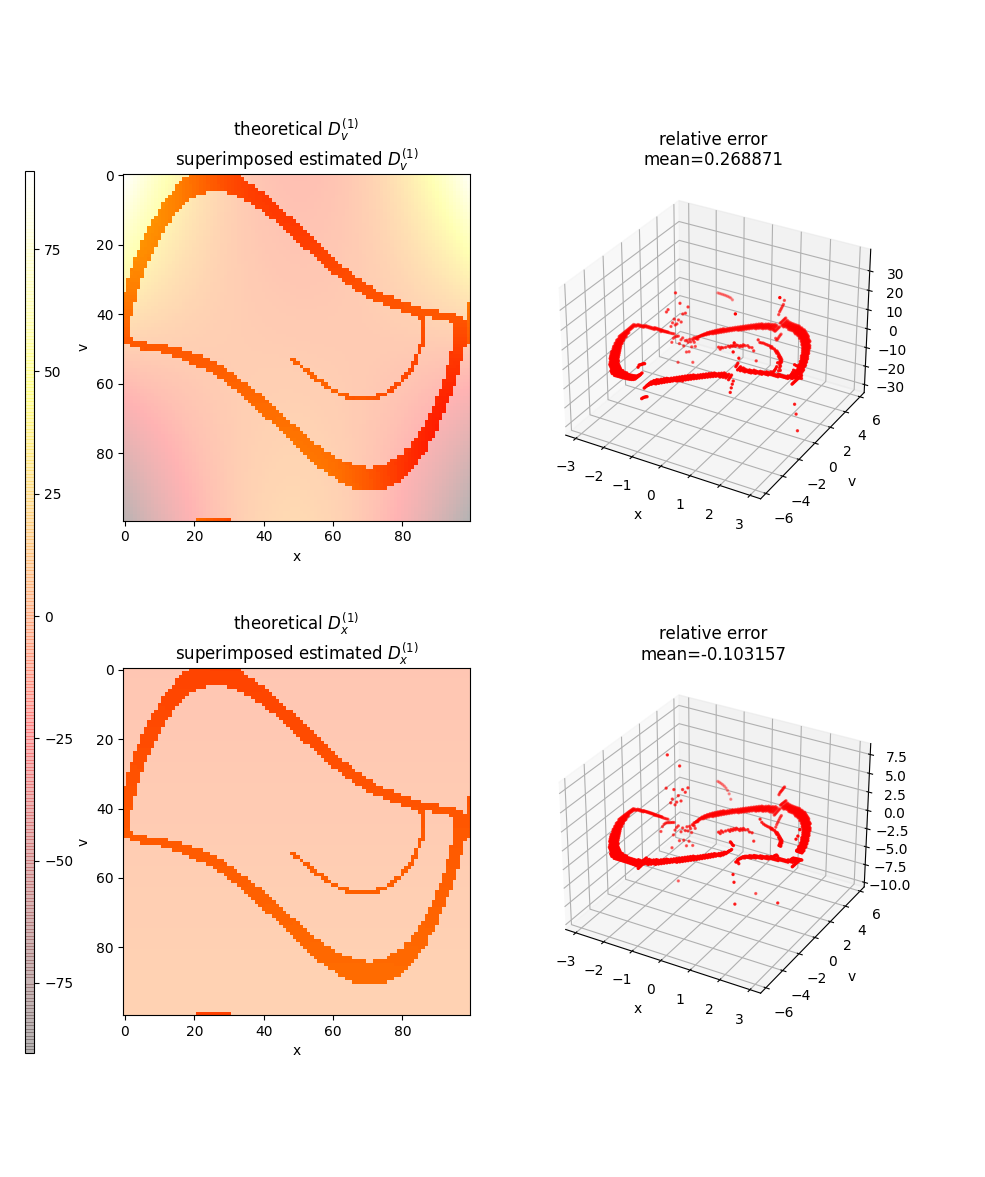 theoretical $D_v^{(1)}$
superimposed estimated $D_v^{(1)}$
0
20
40
60
80
v
0 20 40 60 80
x
relative error
mean=0.268871
30
20
10
0
−10
−20
−30
−3 −2 −1 0 1 2 3
x
−6 −4 −2 0 2 4 6
v
75
50
25
0
−25
−50
−75
theoretical $D_x^{(1)}$
superimposed estimated $D_x^{(1)}$
0
20
40
60
80
v
0 20 40 60 80
x
relative error
mean=-0.103157
7.5
5.0
2.5
0.0
−2.5
−5.0
−7.5
−10.0
−3 −2 −1 0 1 2 3
x
−6 −4 −2 0 2 4 6
v